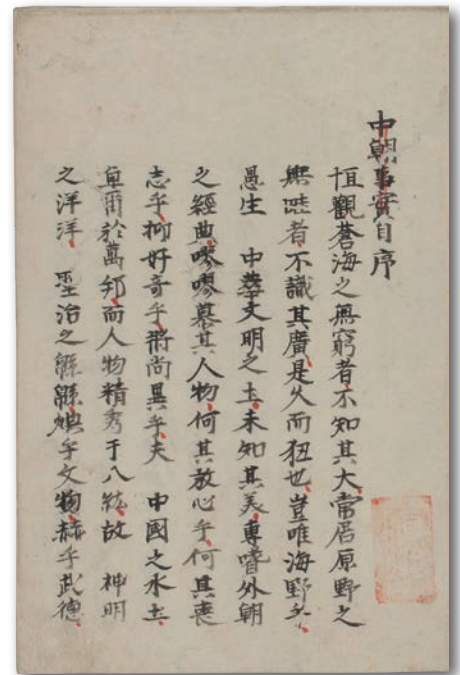 中朝事實自序
恒觀蒼海之無窮者不知其大常居原野之
無畦者不識其廣是久而狃也豈唯海野乎
愚生　中華文明之土未知其美專嗜外朝
之經典嘐嘐慕其人物何其放心乎何其喪
志乎抑好奇乎將尚異乎夫　中國之水土
卓爾於萬邦而人物精秀于八紘故　神明
之洋洋　聖治之緜緜煥乎文物赫乎武德